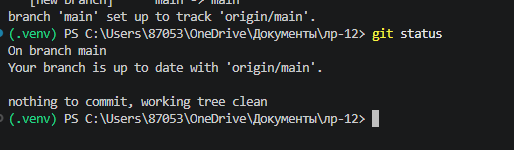 [new branch]      main -> main
branch 'main' set up to track 'origin/main'.
(.venv) PS C:\Users\87053\OneDrive\Документы\лр-12> git status
On branch main
Your branch is up to date with 'origin/main'.
nothing to commit, working tree clean
(.venv) PS C:\Users\87053\OneDrive\Документы\лр-12>